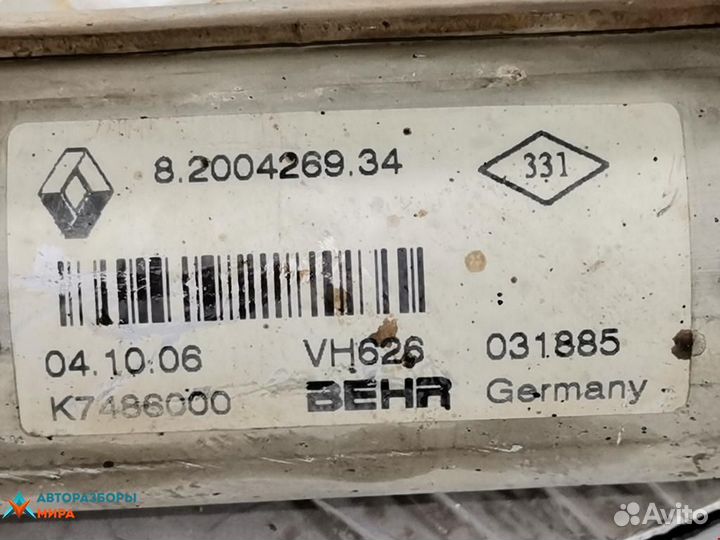 8.2004269.34
331
04.10.06 VH626 031885
K7486000 BEHR Germany
АВТОРАЗБОРЫ
МИРА
Avito